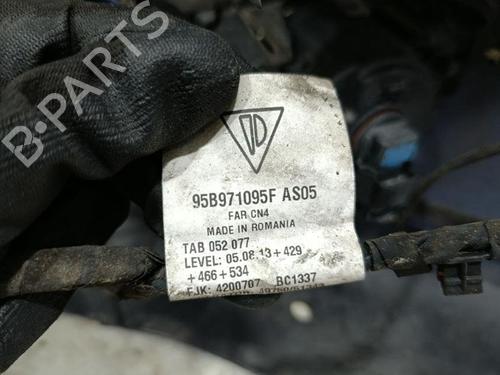 B-PARTS
95B971095F AS05
FAR CN4
MADE IN ROMANIA
TAB 052 077
LEVEL: 05.08.13+429
+466+534
FJK: 4200707 BC1337